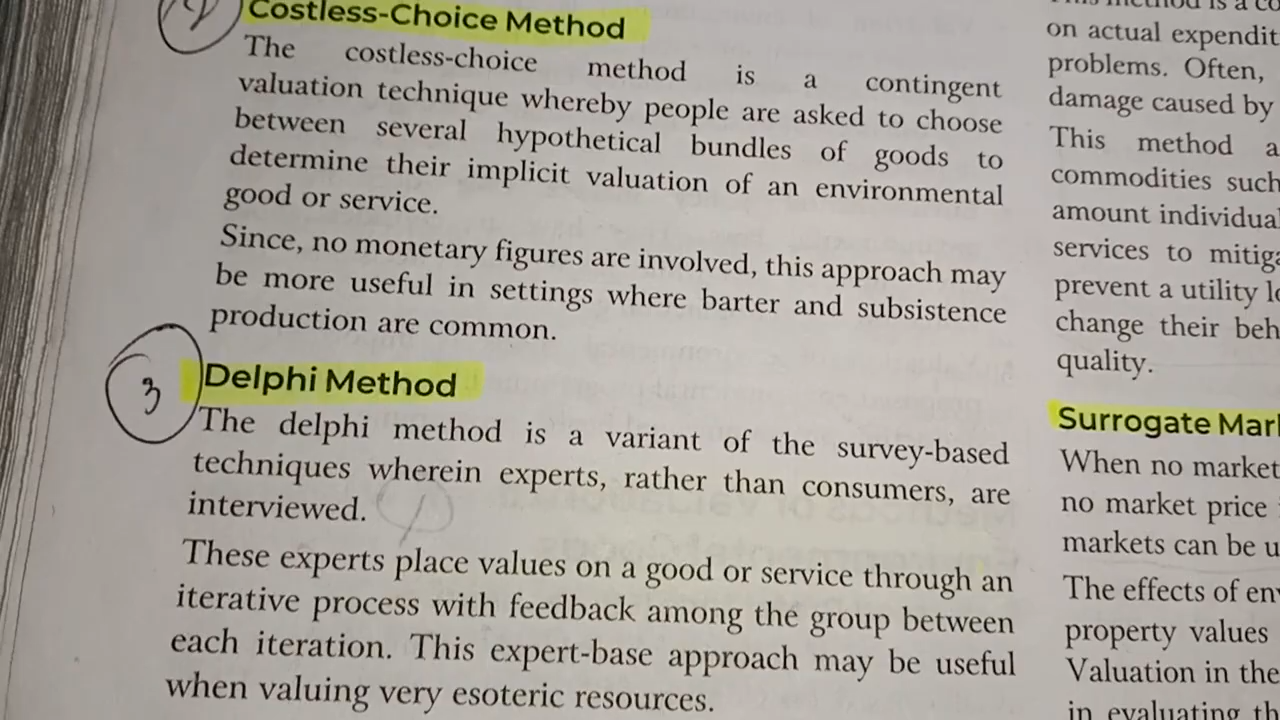 Costless-Choice Method
The costless-choice method is a contingent
valuation technique whereby people are asked to choose
between several hypothetical bundles of goods to
determine their implicit valuation of an environmental
good or service.
Since, no monetary figures are involved, this approach may
be more useful in settings where barter and subsistence
production are common.
3
Delphi Method
The delphi method is a variant of the survey-based
techniques wherein experts, rather than consumers, are
interviewed.
These experts place values on a good or service through an
iterative process with feedback among the group between
each iteration. This expert-base approach may be useful
when valuing very esoteric resources.
on actual
problems. Often,
damage caused by
This method
commodities
amount
services to
prevent a utility
change their
quality.
Surrogate
When no market
no market price
markets can be
The effects of
property values
Valuation in the
in evaluating